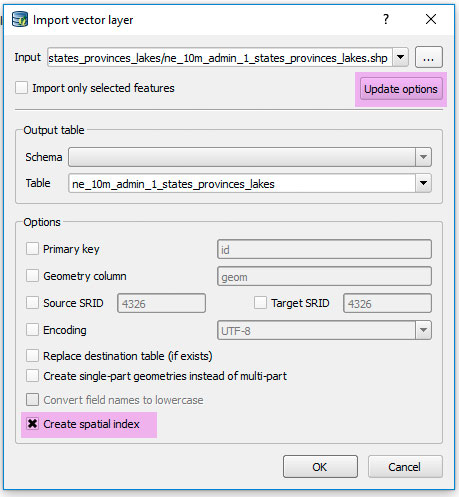 Import vector layer
Input states_provinces_lakes/ne_10m_admin_1_states_provinces_lakes.shp ...
Import only selected features Update options
Output table
Schema
Table ne_10m_admin_1_states_provinces_lakes
Options
Primary key id
Geometry column geom
Source SRID 4326 Target SRID 4326
Encoding UTF-8
Replace destination table (if exists)
Create single-part geometries instead of multi-part
Convert field names to lowercase
Create spatial index
OK Cancel